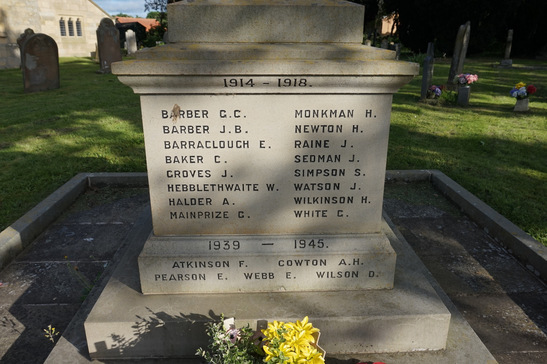 1914 - 1918.
BARBER G.C.
BARBER J.B.
BARRACLOUGH E.
BAKER C.
GROVES J.
HEBBLETHWAITE W.
HALDER A.
MAINPRIZE G.
MONKMAN H.
NEWTON H.
RAINE J.
SEDMAN J.
SIMPSON S.
WATSON J.
WILKINSON H.
WHITE G.
1939 — 1945.
ATKINSON F. COWTON A.H.
PEARSON E. WEBB E. WILSON D.